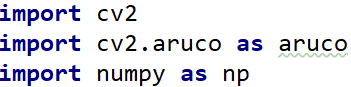 import cv2
import cv2.aruco as aruco
import numpy as np